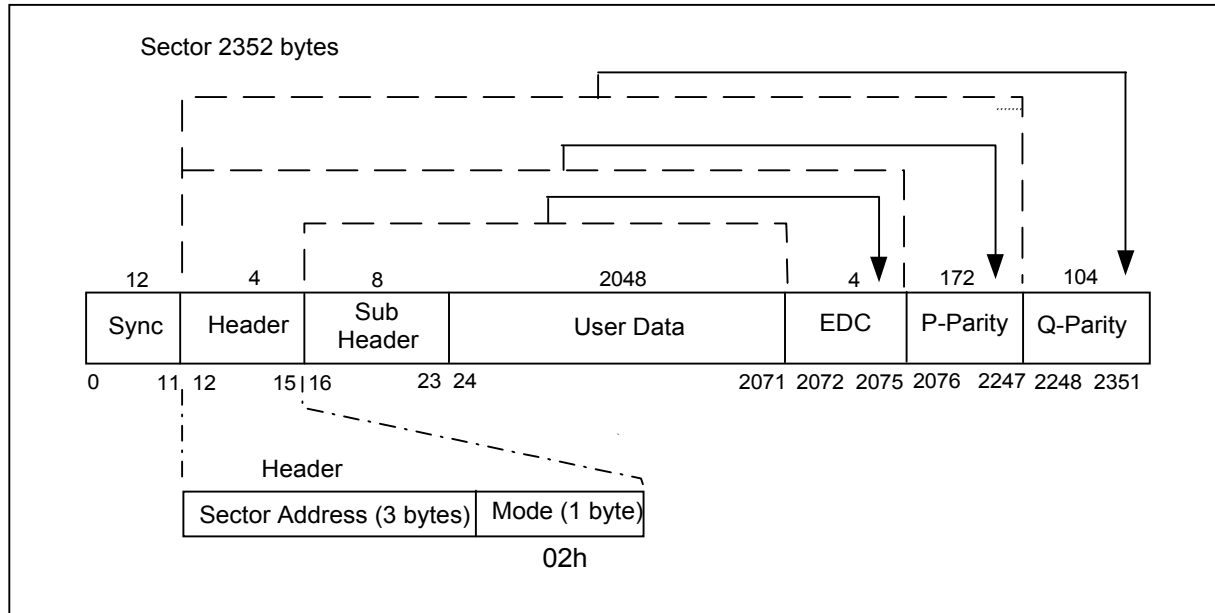 Sector 2352 bytes
12 4 8 2048 4 172 104
Sync Header Sub Header User Data EDC P-Parity Q-Parity
0 11 12 15 16 23 24 2071 2072 2075 2076 2247 2248 2351
Header
Sector Address (3 bytes) Mode (1 byte)
02h